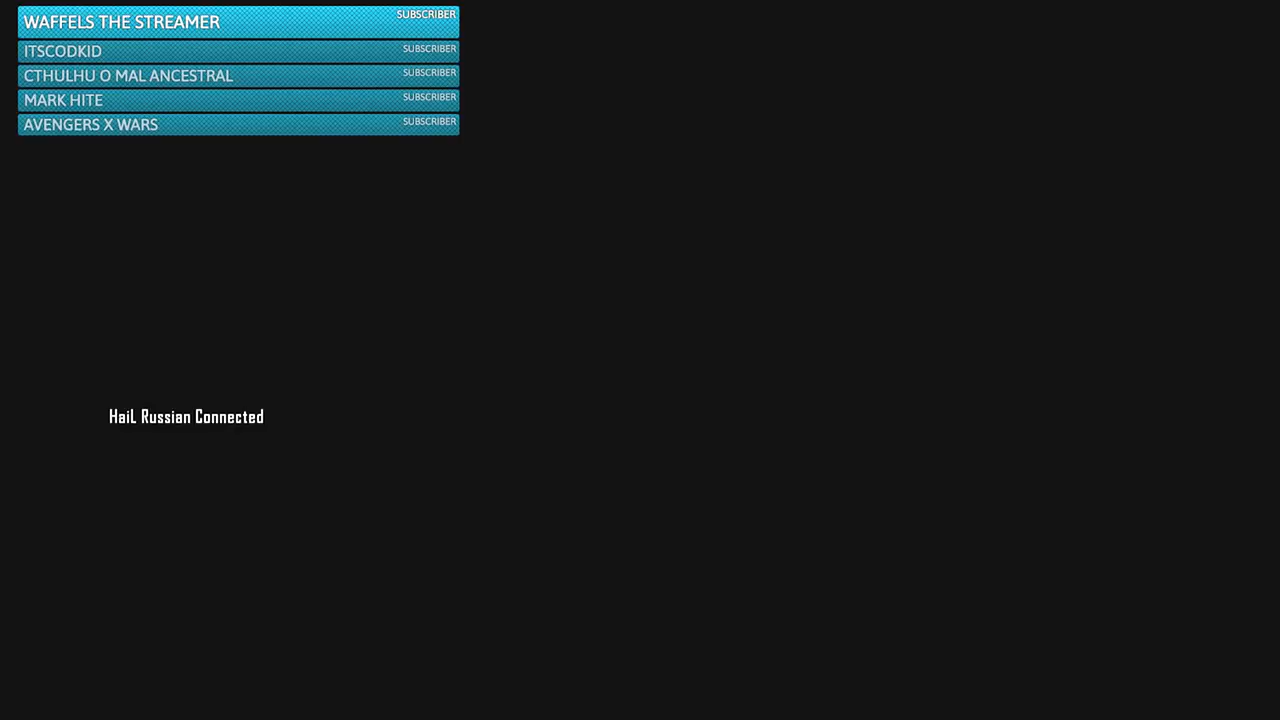 WAFFELS THE STREAMER SUBSCRIBER
ITSCODKID SUBSCRIBER
CTHULHU O MAL ANCESTRAL SUBSCRIBER
MARK HITE SUBSCRIBER
AVENGERS X WARS SUBSCRIBER
HaiL Russian Connected